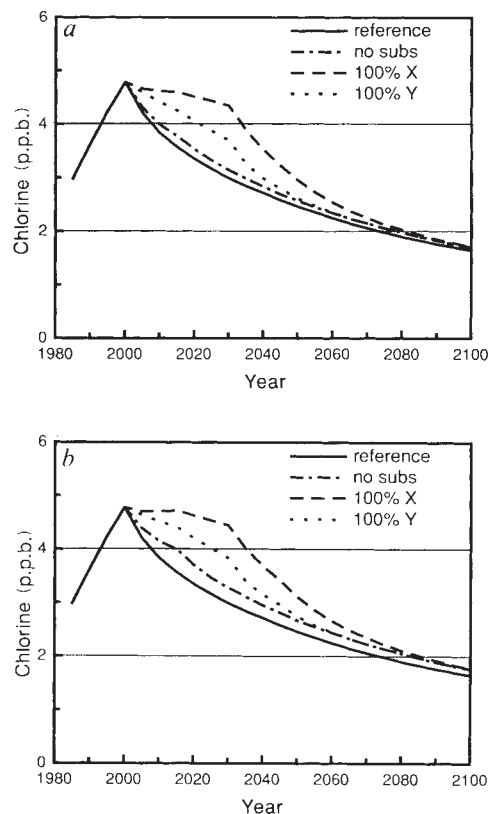 a
reference
no subs
100% X
100% Y
Chlorine (p.p.b.)
6
4
2
0
1980 2000 2020 2040 2060 2080 2100
Year
b
reference
no subs
100% X
100% Y
Chlorine (p.p.b.)
6
4
2
0
1980 2000 2020 2040 2060 2080 2100
Year